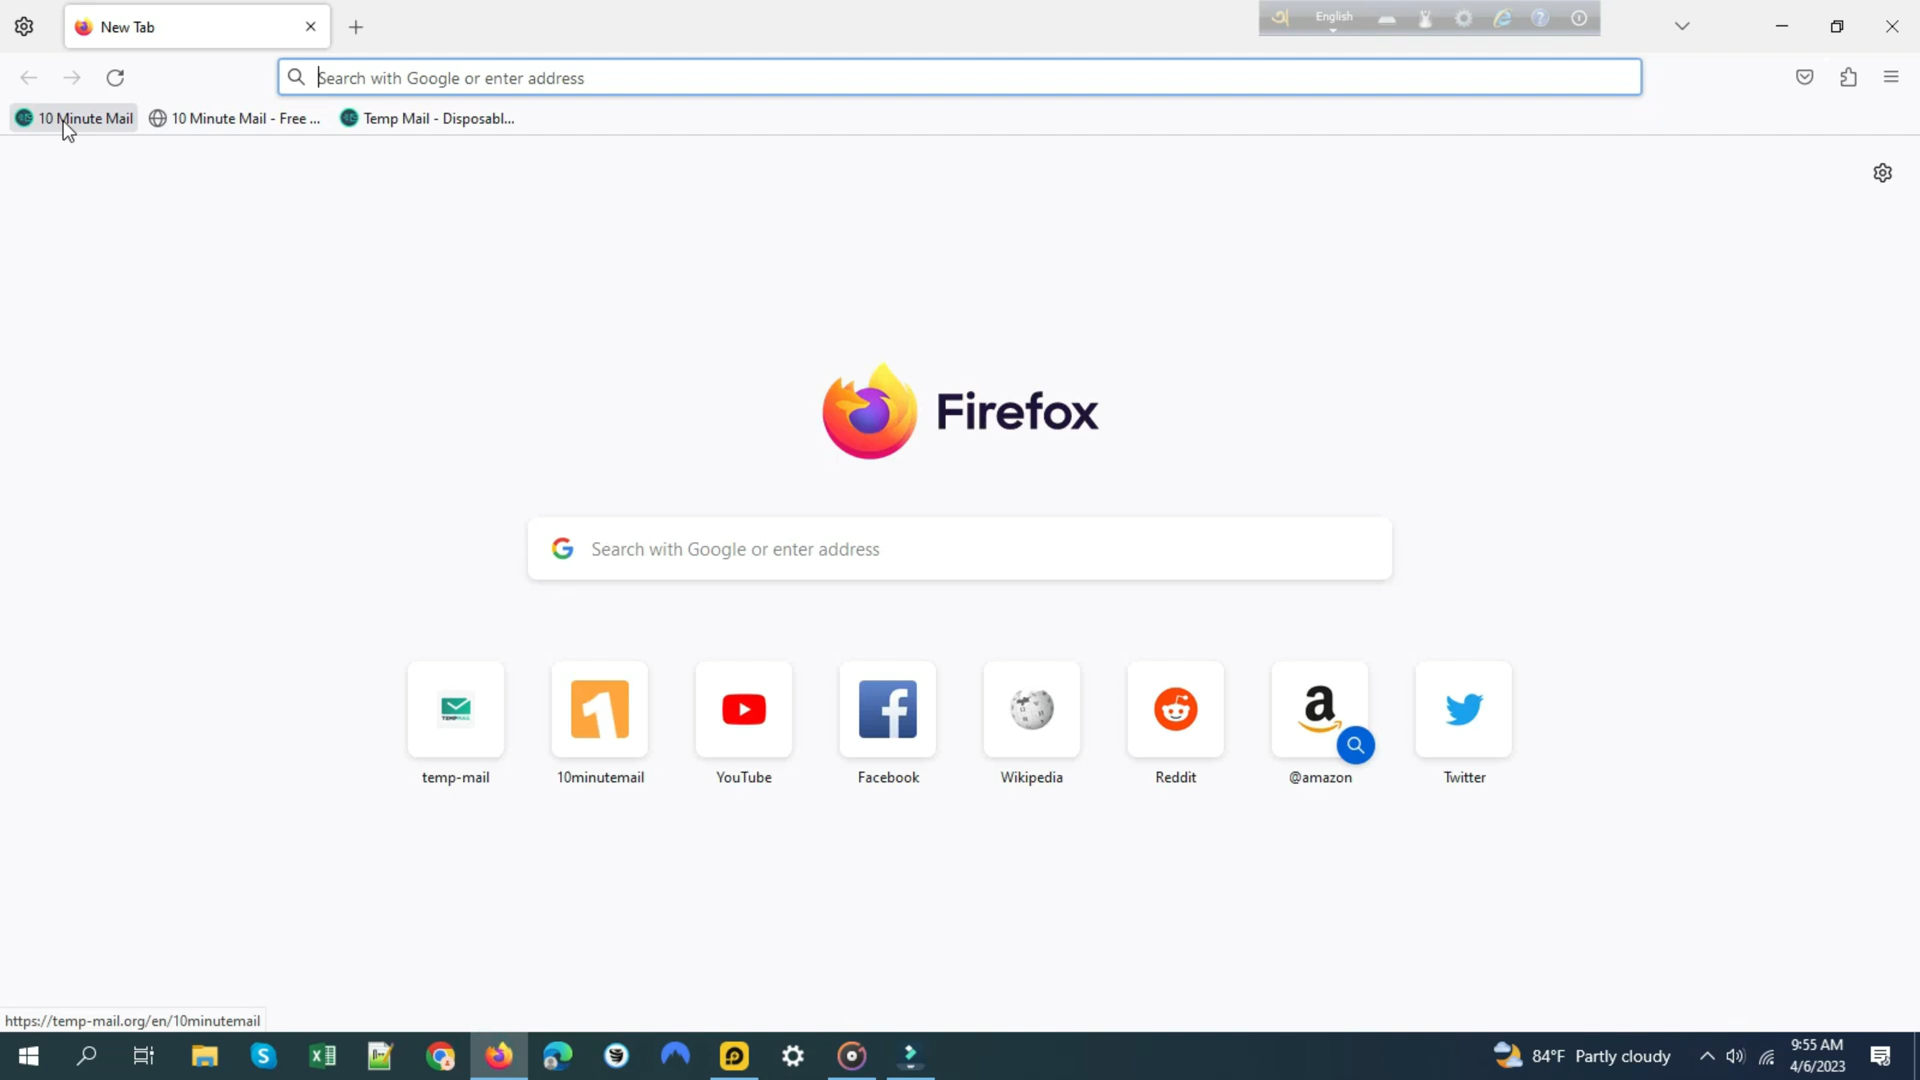 New Tab
English
Search with Google or enter address
10 Minute Mail
10 Minute Mail - Free ...
Temp Mail - Disposabl...
Firefox
Search with Google or enter address
temp-mail
10minutemail
YouTube
Facebook
Wikipedia
Reddit
@amazon
Twitter
https://temp-mail.org/en/10minutemail
84°F Partly cloudy
9:55 AM
4/6/2023